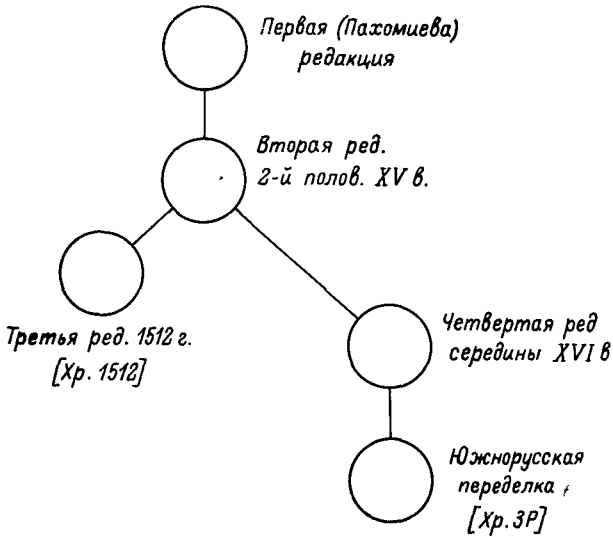 Первая (Пахомиева)
редакция
Вторая ред.
2-й полов. XV в.
Третья ред. 1512 г.
[Хр. 1512]
Четвертая ред
середины XVI в
Южнорусская
переделка
[Хр. ЗР]